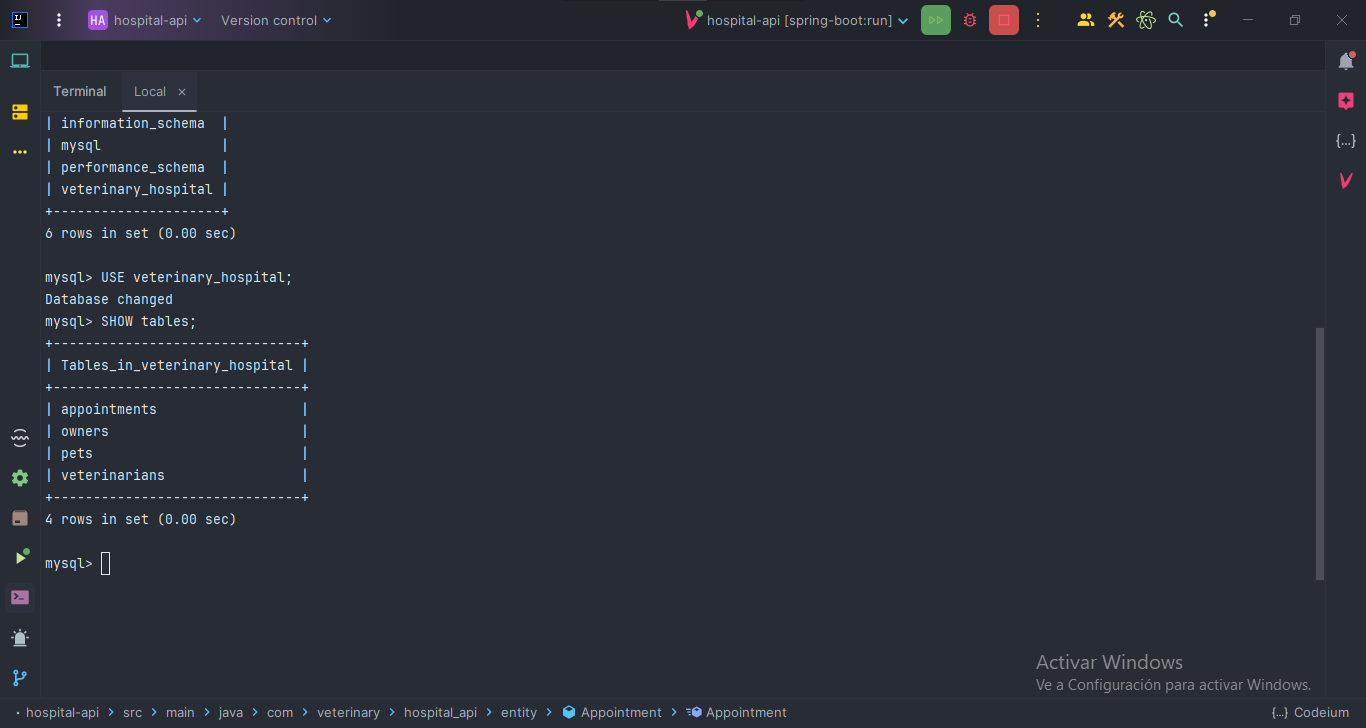 HA hospital-api Version control hospital-api [spring-boot:run]
Terminal Local ×
| information_schema |
| mysql |
| performance_schema |
| veterinary_hospital |
+---------------------+
6 rows in set (0.00 sec)
mysql> USE veterinary_hospital;
Database changed
mysql> SHOW tables;
+-------------------------------+
| Tables_in_veterinary_hospital |
+-------------------------------+
| appointments |
| owners |
| pets |
| veterinarians |
+-------------------------------+
4 rows in set (0.00 sec)
mysql>
Activar Windows
Ve a Configuración para activar Windows.
hospital-api > src > main > java > com > veterinary > hospital_api > entity > Appointment > Appointment {...} Codeium